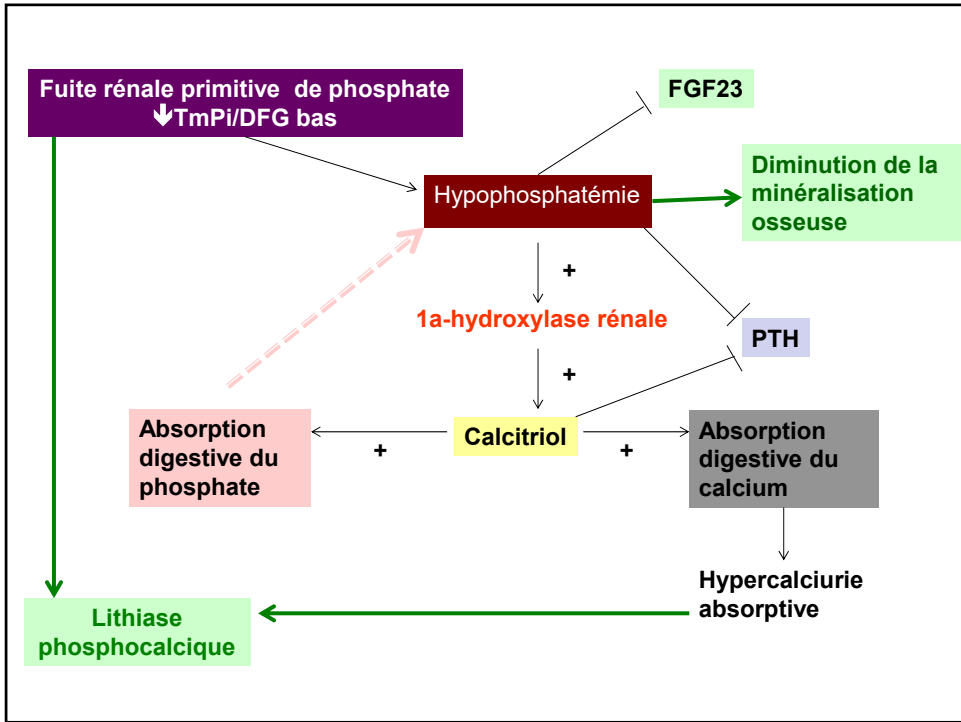 Fuite rénale primitive de phosphate
🡻TmPi/DFG bas
FGF23
Hypophosphatémie
Diminution de la
minéralisation
osseuse
+
1a-hydroxylase rénale
PTH
+
Absorption
digestive du
phosphate
+
Calcitriol
+
Absorption
digestive du
calcium
Hypercalciurie
absorptive
Lithiase
phosphocalcique